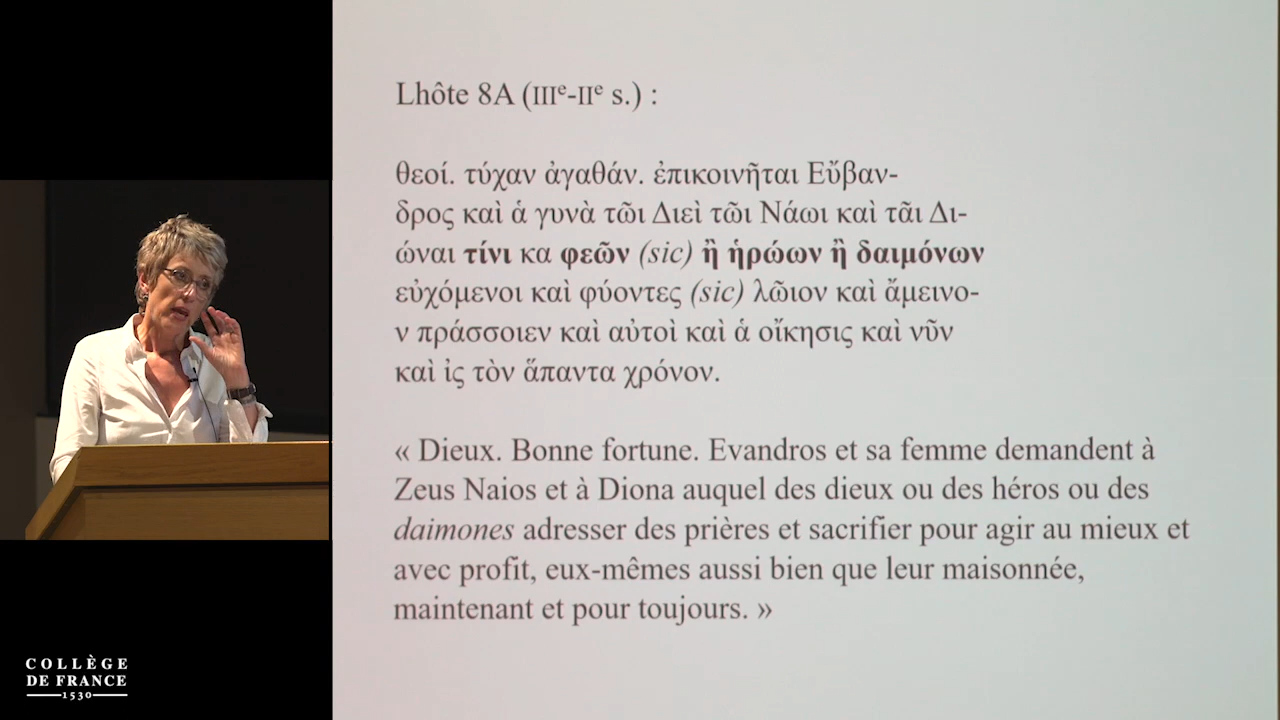 Lhôte 8A (IIIᵉ-IIᵉ s.) :
θεοί. τύχαν ἀγαθάν. ἐπικοινῆται Εὔβαν-
δρος καὶ ἁ γυνὰ τῶι Διεὶ τῶι Νάωι καὶ τᾶι Δι-
ώναι τίνι κα φεῶν (sic) ἢ ἡρώων ἢ δαιμόνων
εὐχόμενοι καὶ φύοντες (sic) λῶιον καὶ ἄμεινο-
ν πράσσοιεν καὶ αὐτοὶ καὶ ἁ οἴκησις καὶ νῦν
καὶ ἰς τὸν ἅπαντα χρόνον.
« Dieux. Bonne fortune. Evandros et sa femme demandent à
Zeus Naios et à Diona auquel des dieux ou des héros ou des
daimones adresser des prières et sacrifier pour agir au mieux et
avec profit, eux-mêmes aussi bien que leur maisonnée,
maintenant et pour toujours. »
COLLÈGE
DE FRANCE
1530